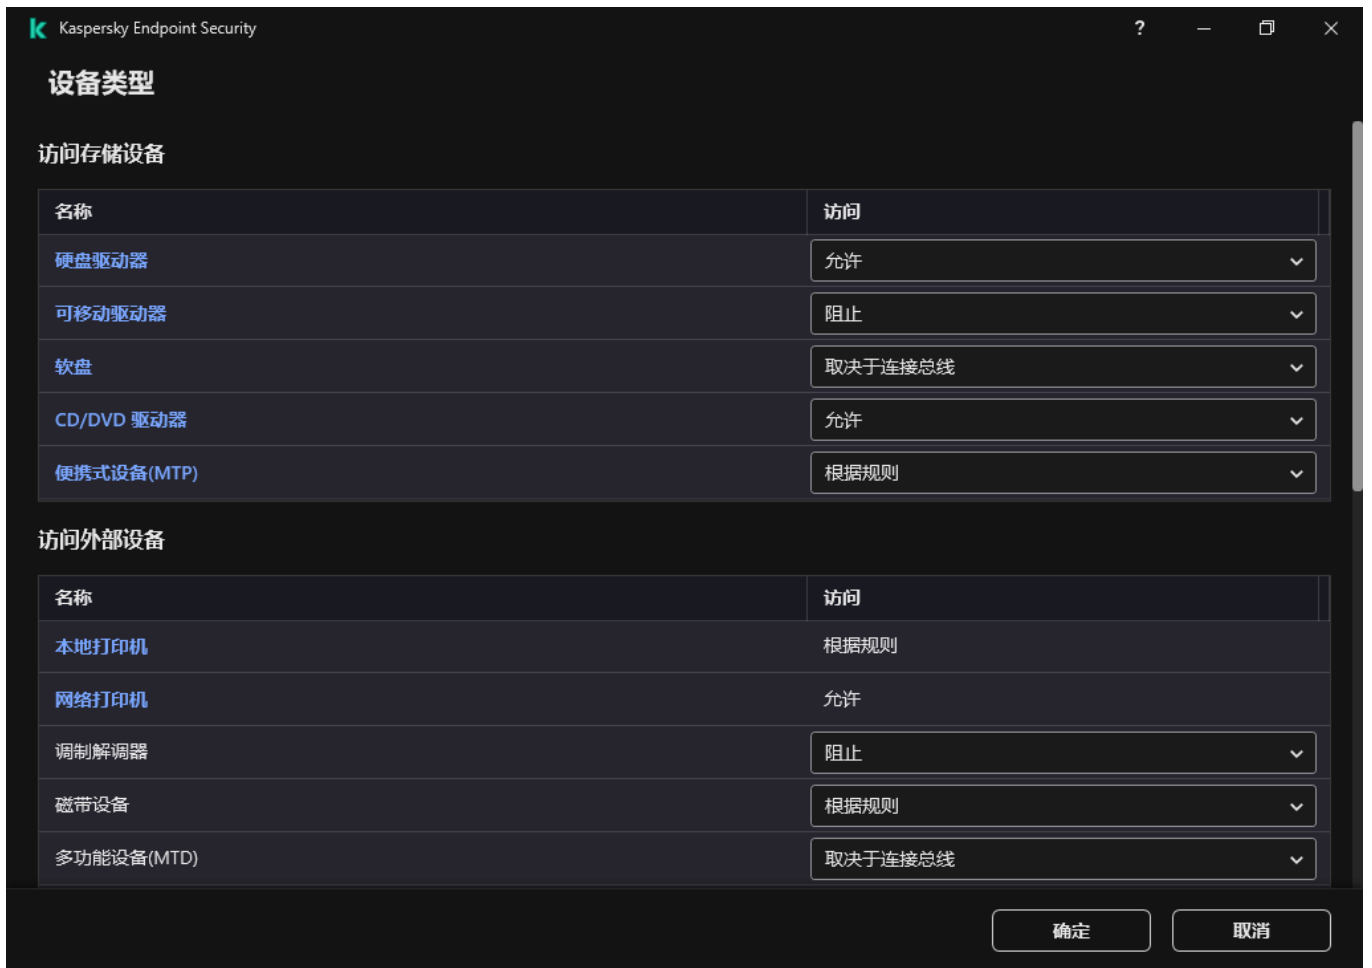 Kaspersky Endpoint Security
?
设备类型
访问存储设备
名称 访问
硬盘驱动器 允许
可移动驱动器 阻止
软盘 取决于连接总线
CD/DVD 驱动器 允许
便携式设备(MTP) 根据规则
访问外部设备
名称 访问
本地打印机 根据规则
网络打印机 允许
调制解调器 阻止
磁带设备 根据规则
多功能设备(MTD) 取决于连接总线
确定 取消